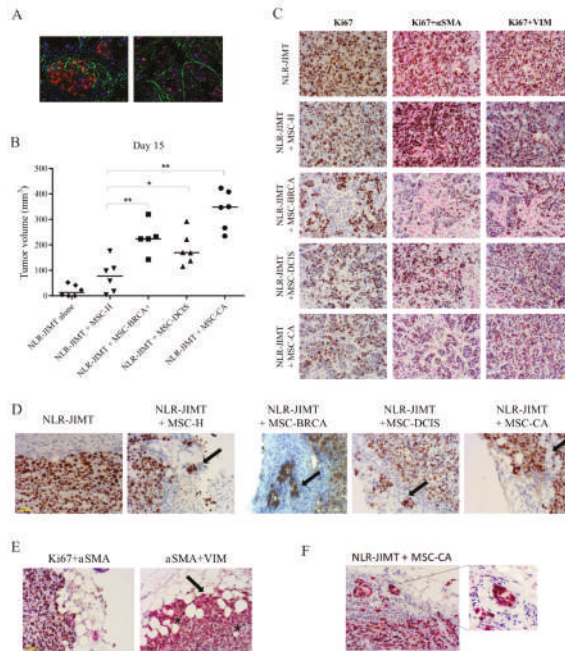 A
B
Day 15
Tumor volume (mm³)
500
400
300
200
100
0
**
*
**
NLR-JIMT alone
NLR-JIMT + MSC-H
NLR-JIMT + MSC-BRCA+
NLR-JIMT + MSC-DCIS
NLR-JIMT + MSC-CA
C
Ki67 Ki67+aSMA Ki67+VIM
NLR-JIMT
NLR-JIMT
+ MSC-H
NLR-JIMT
+ MSC-BRCA
NLR-JIMT
+MSC-DCIS
NLR-JIMT
+ MSC-CA
D
NLR-JIMT
NLR-JIMT
+ MSC-H
NLR-JIMT
+ MSC-BRCA
NLR-JIMT
+MSC-DCIS
NLR-JIMT
+ MSC-CA
E
Ki67+aSMA aSMA+VIM
F
NLR-JIMT + MSC-CA